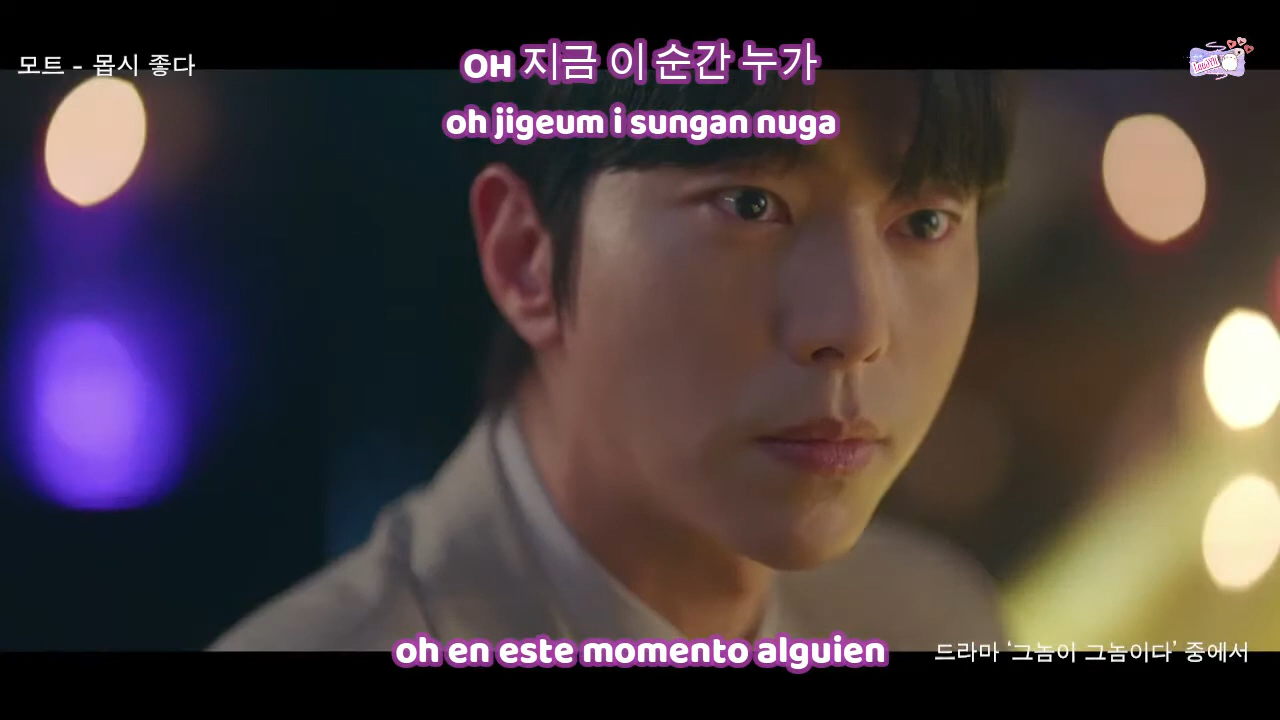 모트 - 몹시 좋다
OH 지금 이 순간 누가
oh jigeum i sungan nuga
oh en este momento alguien
드라마 ‘그놈이 그놈이다’ 중에서